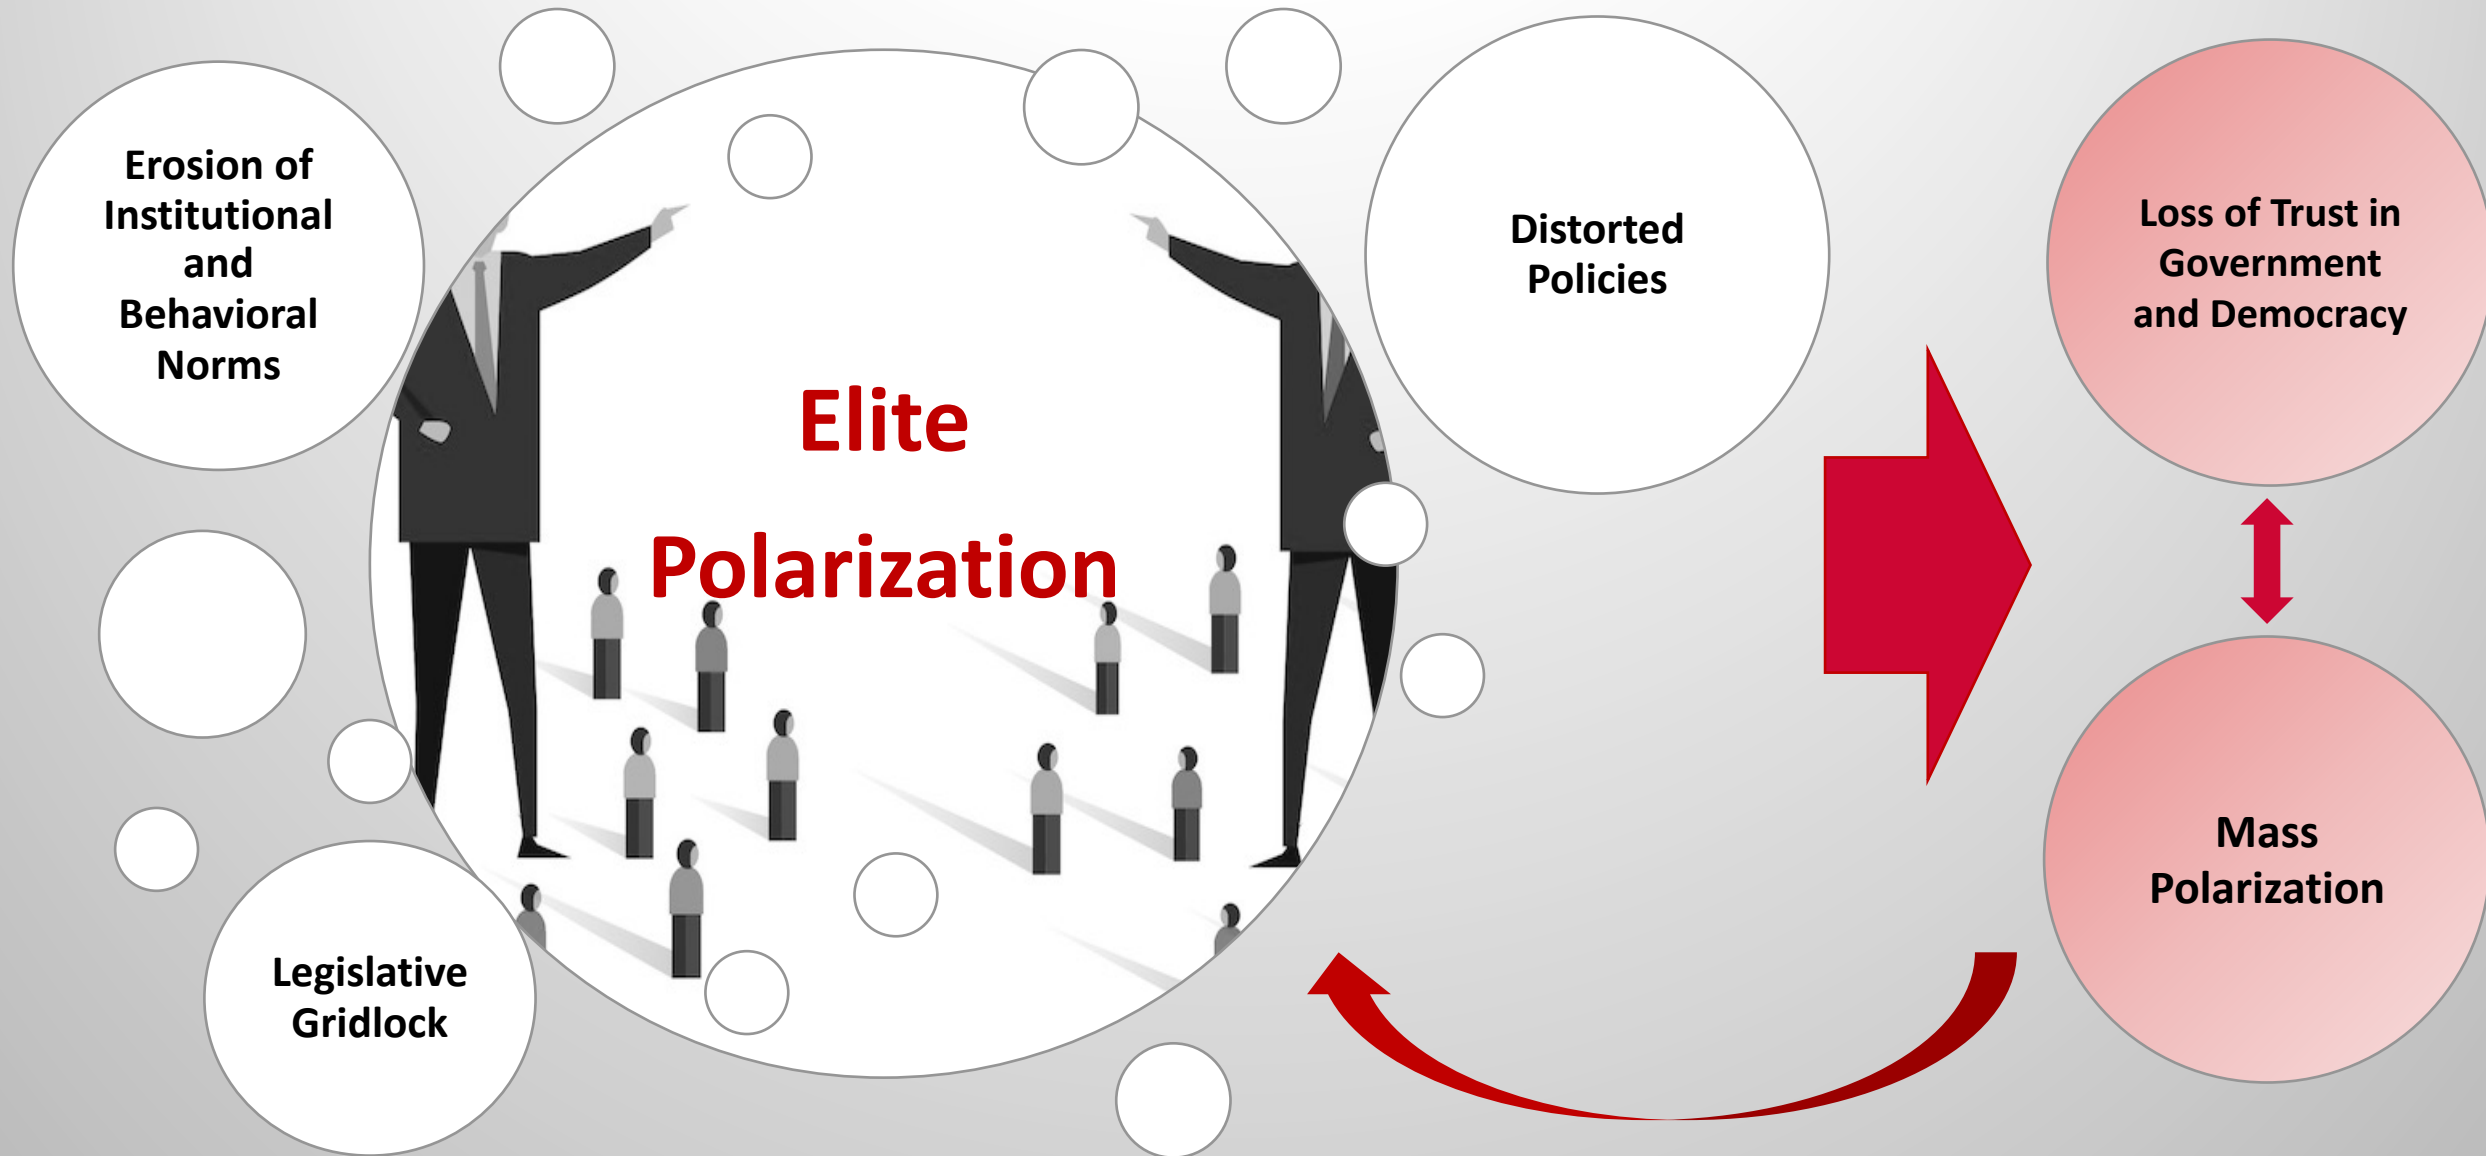 Erosion of
Institutional
and
Behavioral
Norms
Elite
Polarization
Distorted
Policies
Loss of Trust in
Government
and Democracy
Legislative
Gridlock
Mass
Polarization